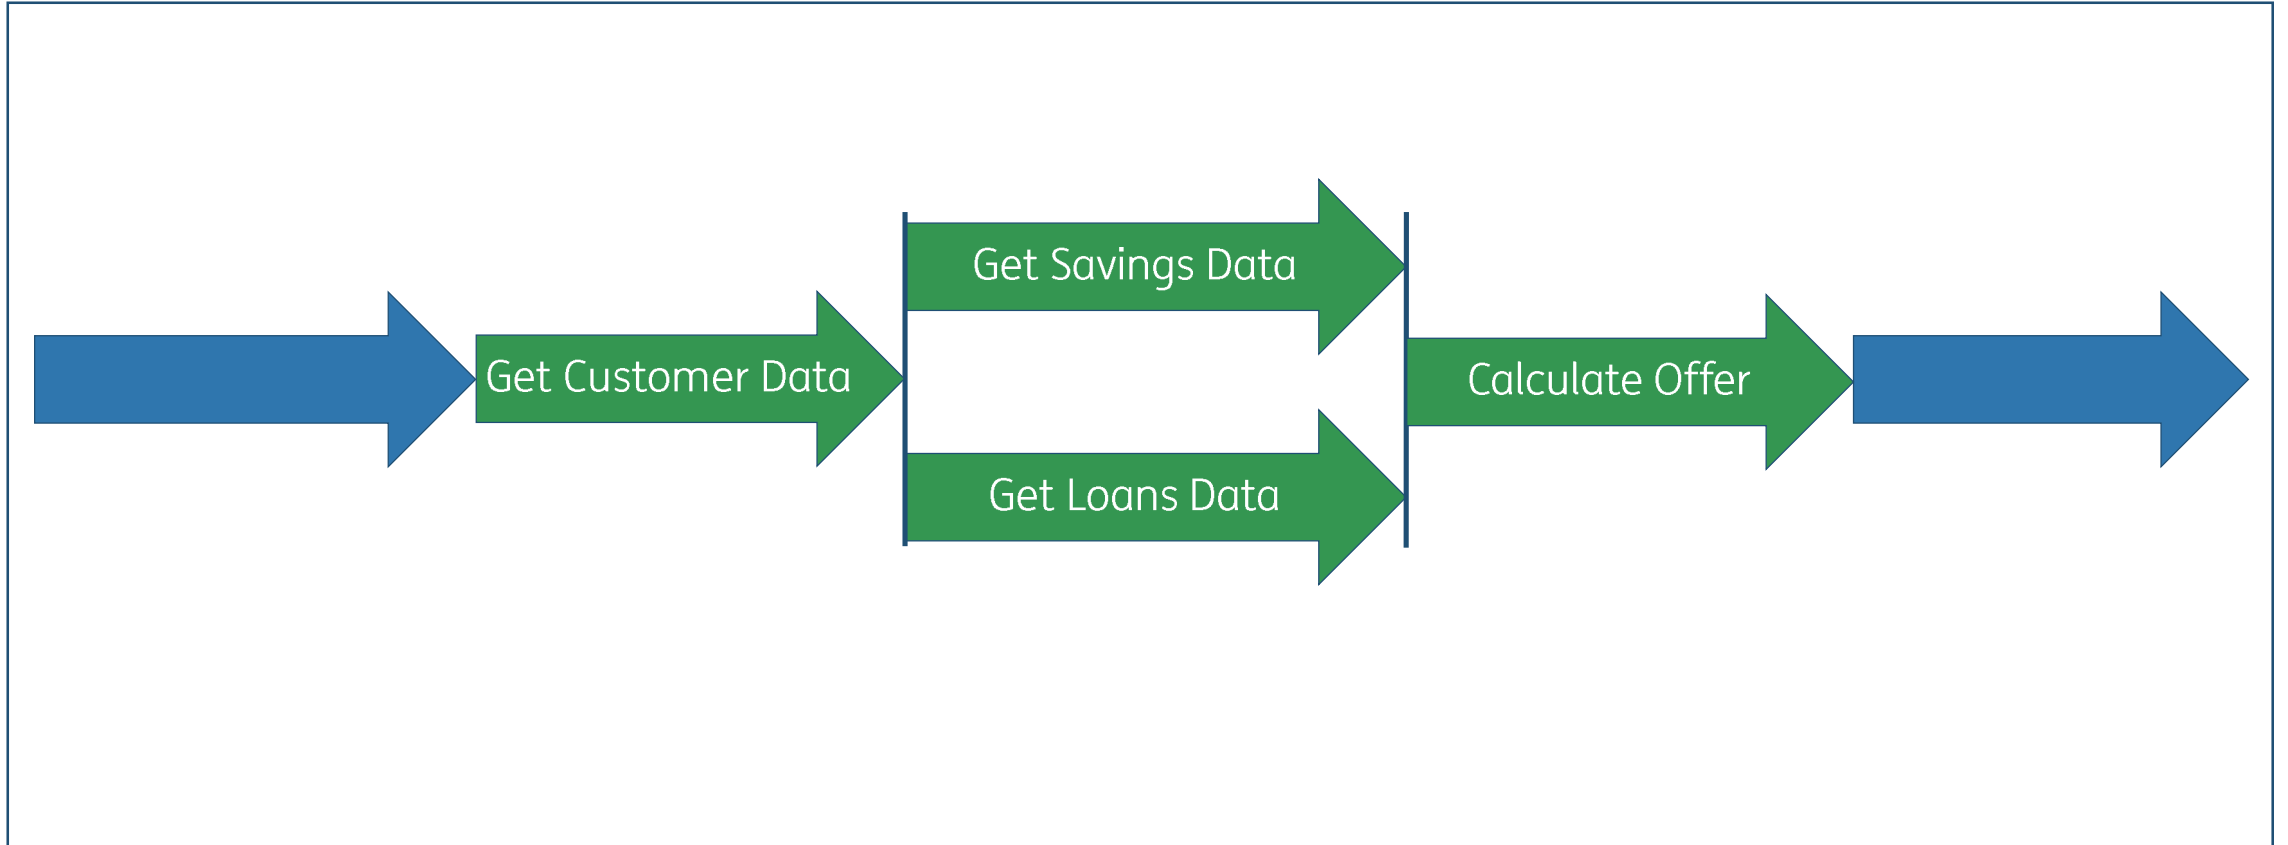 Get Savings Data
Get Customer Data
Calculate Offer
Get Loans Data